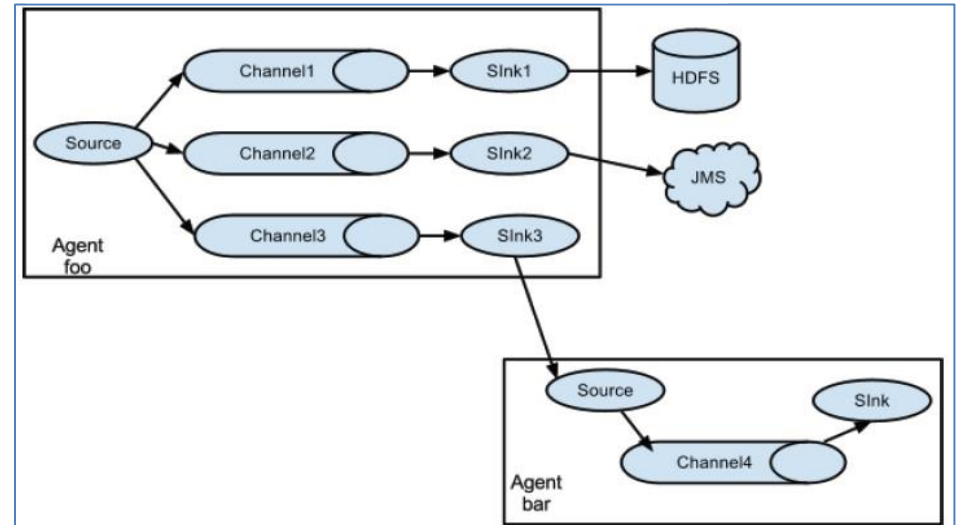 Channel1
SInk1
HDFS
Source
Channel2
SInk2
JMS
Channel3
SInk3
Agent
foo
Source
SInk
Channel4
Agent
bar